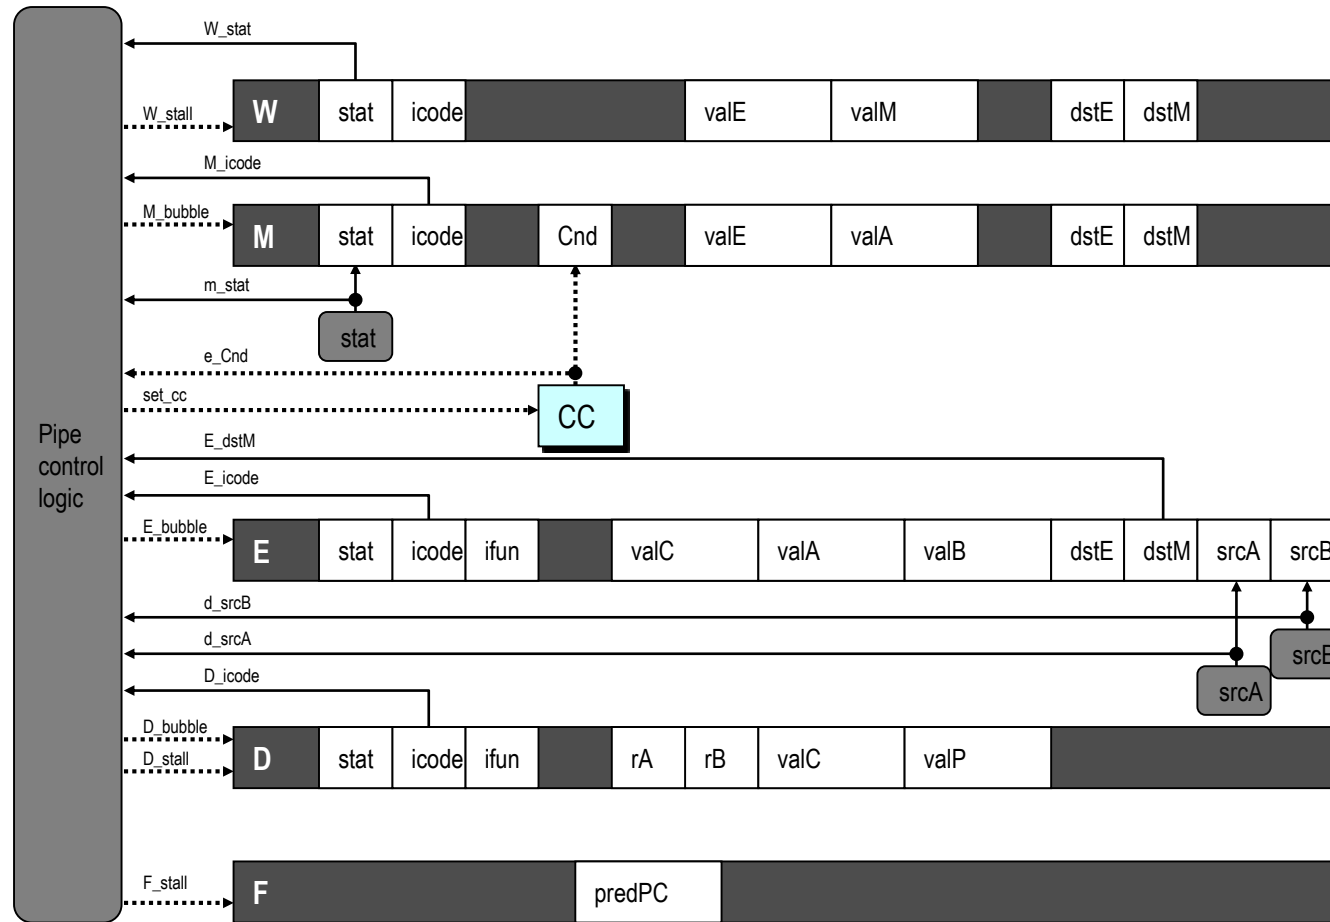 W_stat
W_stall
W stat icode valE valM dstE dstM
M_icode
M_bubble
M stat icode Cnd valE valA dstE dstM
m_stat
stat
e_Cnd
set_cc
CC
Pipe
control
logic
E_dstM
E_icode
E_bubble
E stat icode ifun valC valA valB dstE dstM srcA srcB
d_srcB
d_srcA
srcB
srcA
D_icode
D_bubble
D_stall
D stat icode ifun rA rB valC valP
F_stall
F predPC